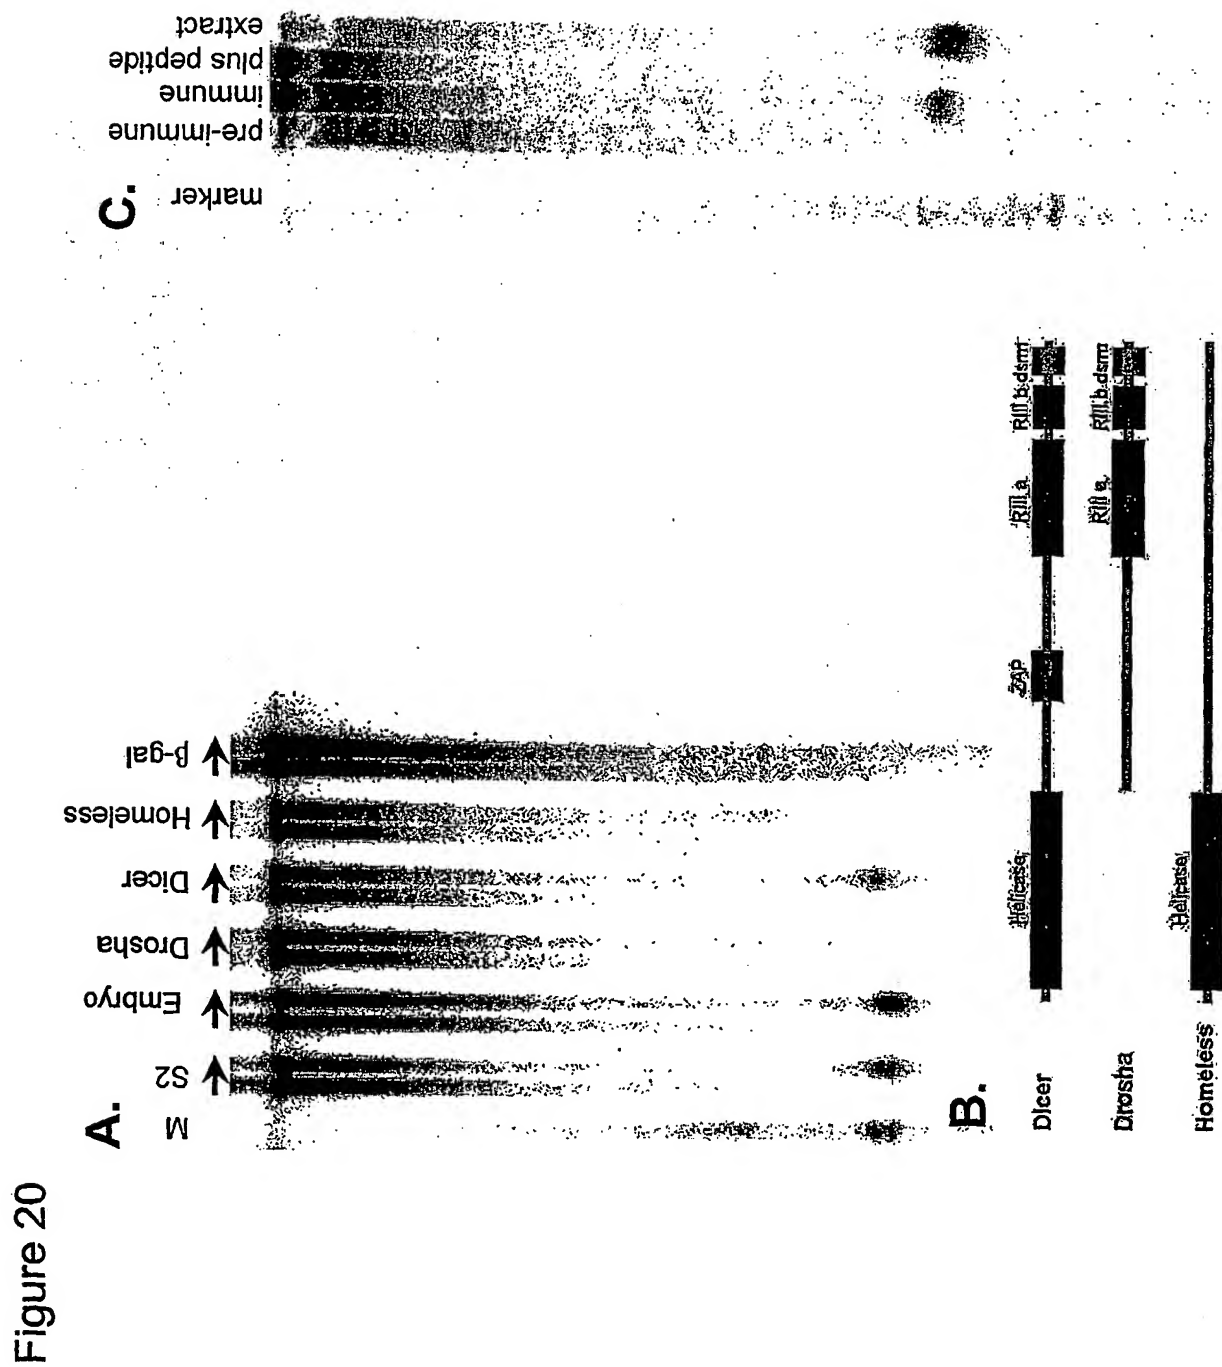 Figure 20
A.
M
S2
Embryo
Drosha
Dicer
Homeless
β-gal
B.
Dicer
Helicase
ZAP
RIII a
RIII b dsrm
Drosha
RIII a
RIII b dsrm
Homeless
Helicase
C.
marker
pre-immune
immune
plus peptide
extract